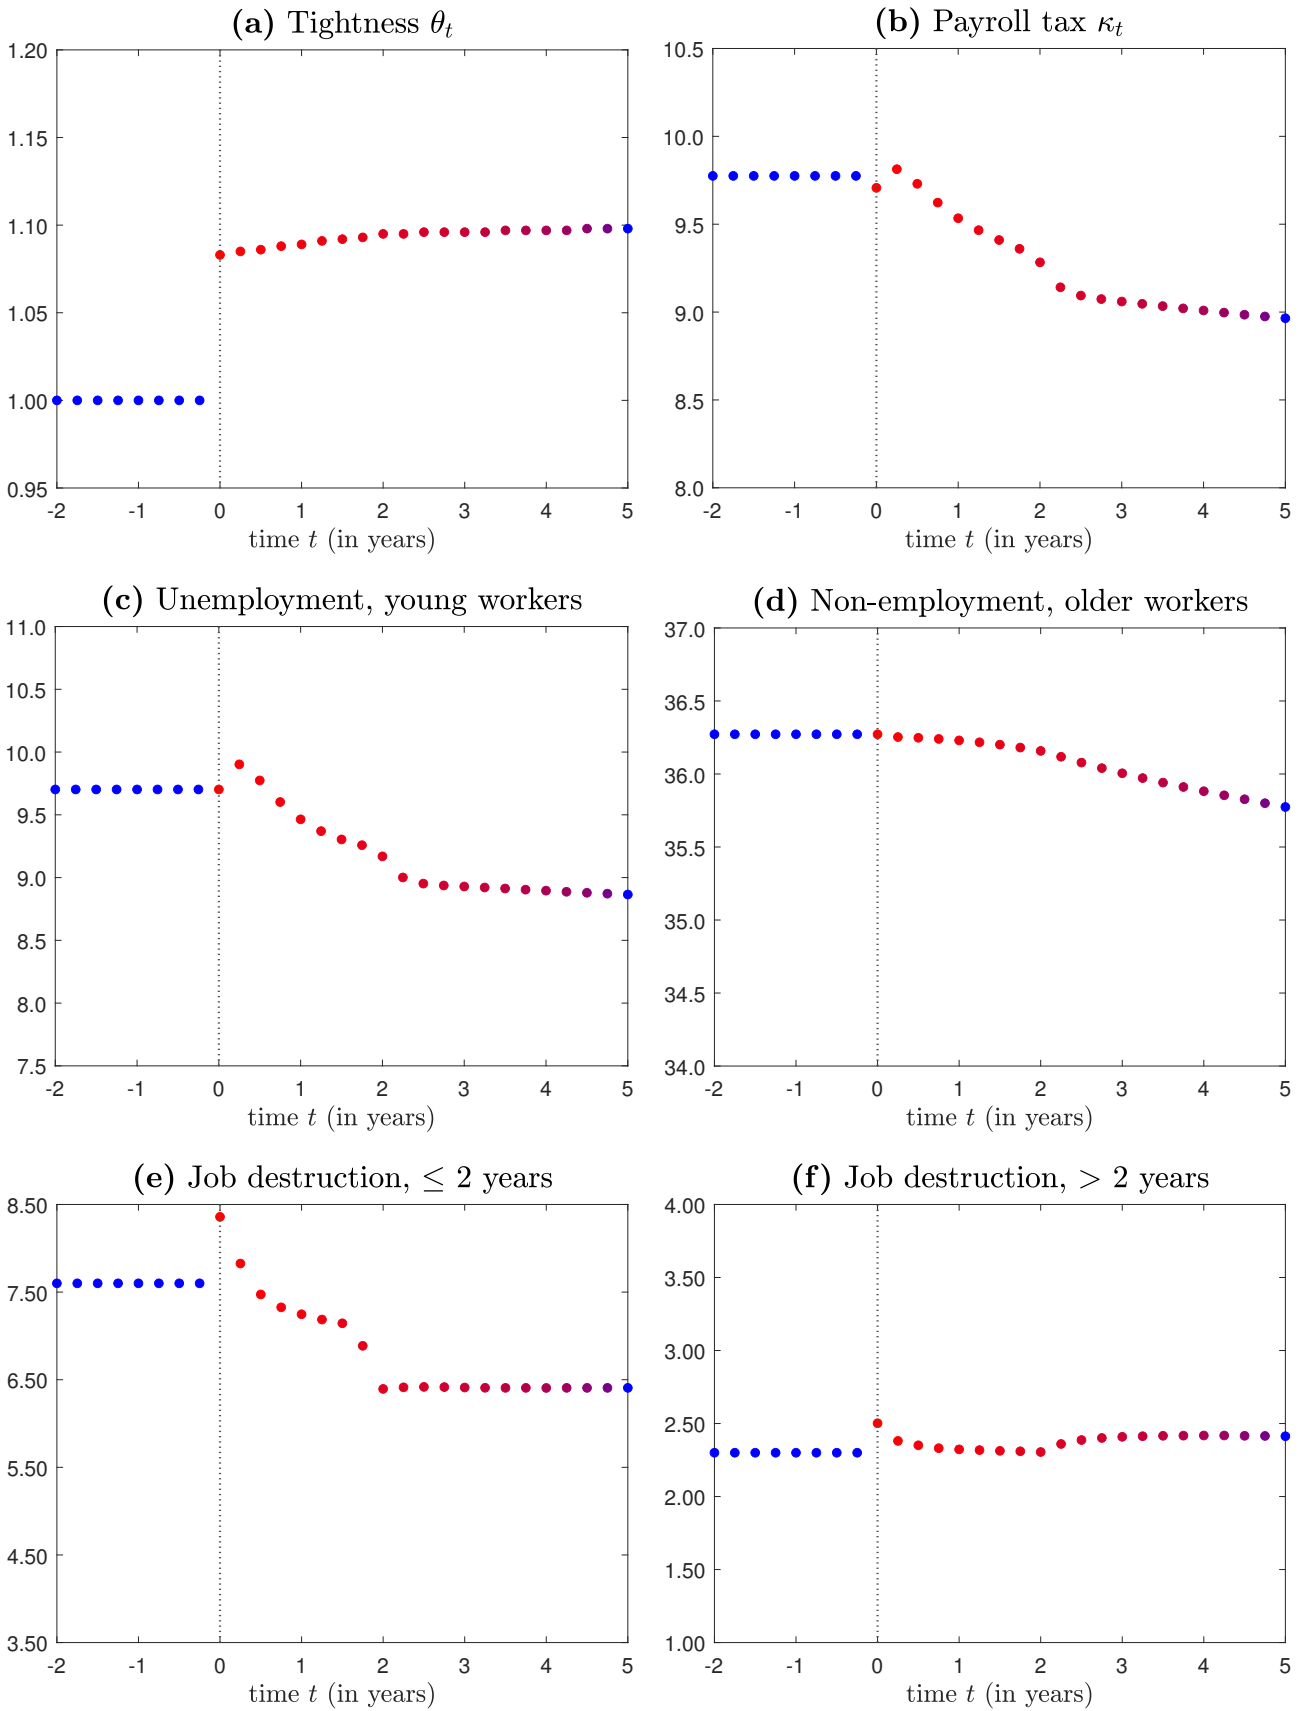 (a) Tightness θt
1.20
1.15
1.10
1.05
1.00
0.95
-2 -1 0 1 2 3 4 5
time t (in years)
(b) Payroll tax κt
10.5
10.0
9.5
9.0
8.5
8.0
-2 -1 0 1 2 3 4 5
time t (in years)
(c) Unemployment, young workers
11.0
10.5
10.0
9.5
9.0
8.5
8.0
7.5
-2 -1 0 1 2 3 4 5
time t (in years)
(d) Non-employment, older workers
37.0
36.5
36.0
35.5
35.0
34.5
34.0
-2 -1 0 1 2 3 4 5
time t (in years)
(e) Job destruction, ≤ 2 years
8.50
7.50
6.50
5.50
4.50
3.50
-2 -1 0 1 2 3 4 5
time t (in years)
(f) Job destruction, > 2 years
4.00
3.50
3.00
2.50
2.00
1.50
1.00
-2 -1 0 1 2 3 4 5
time t (in years)